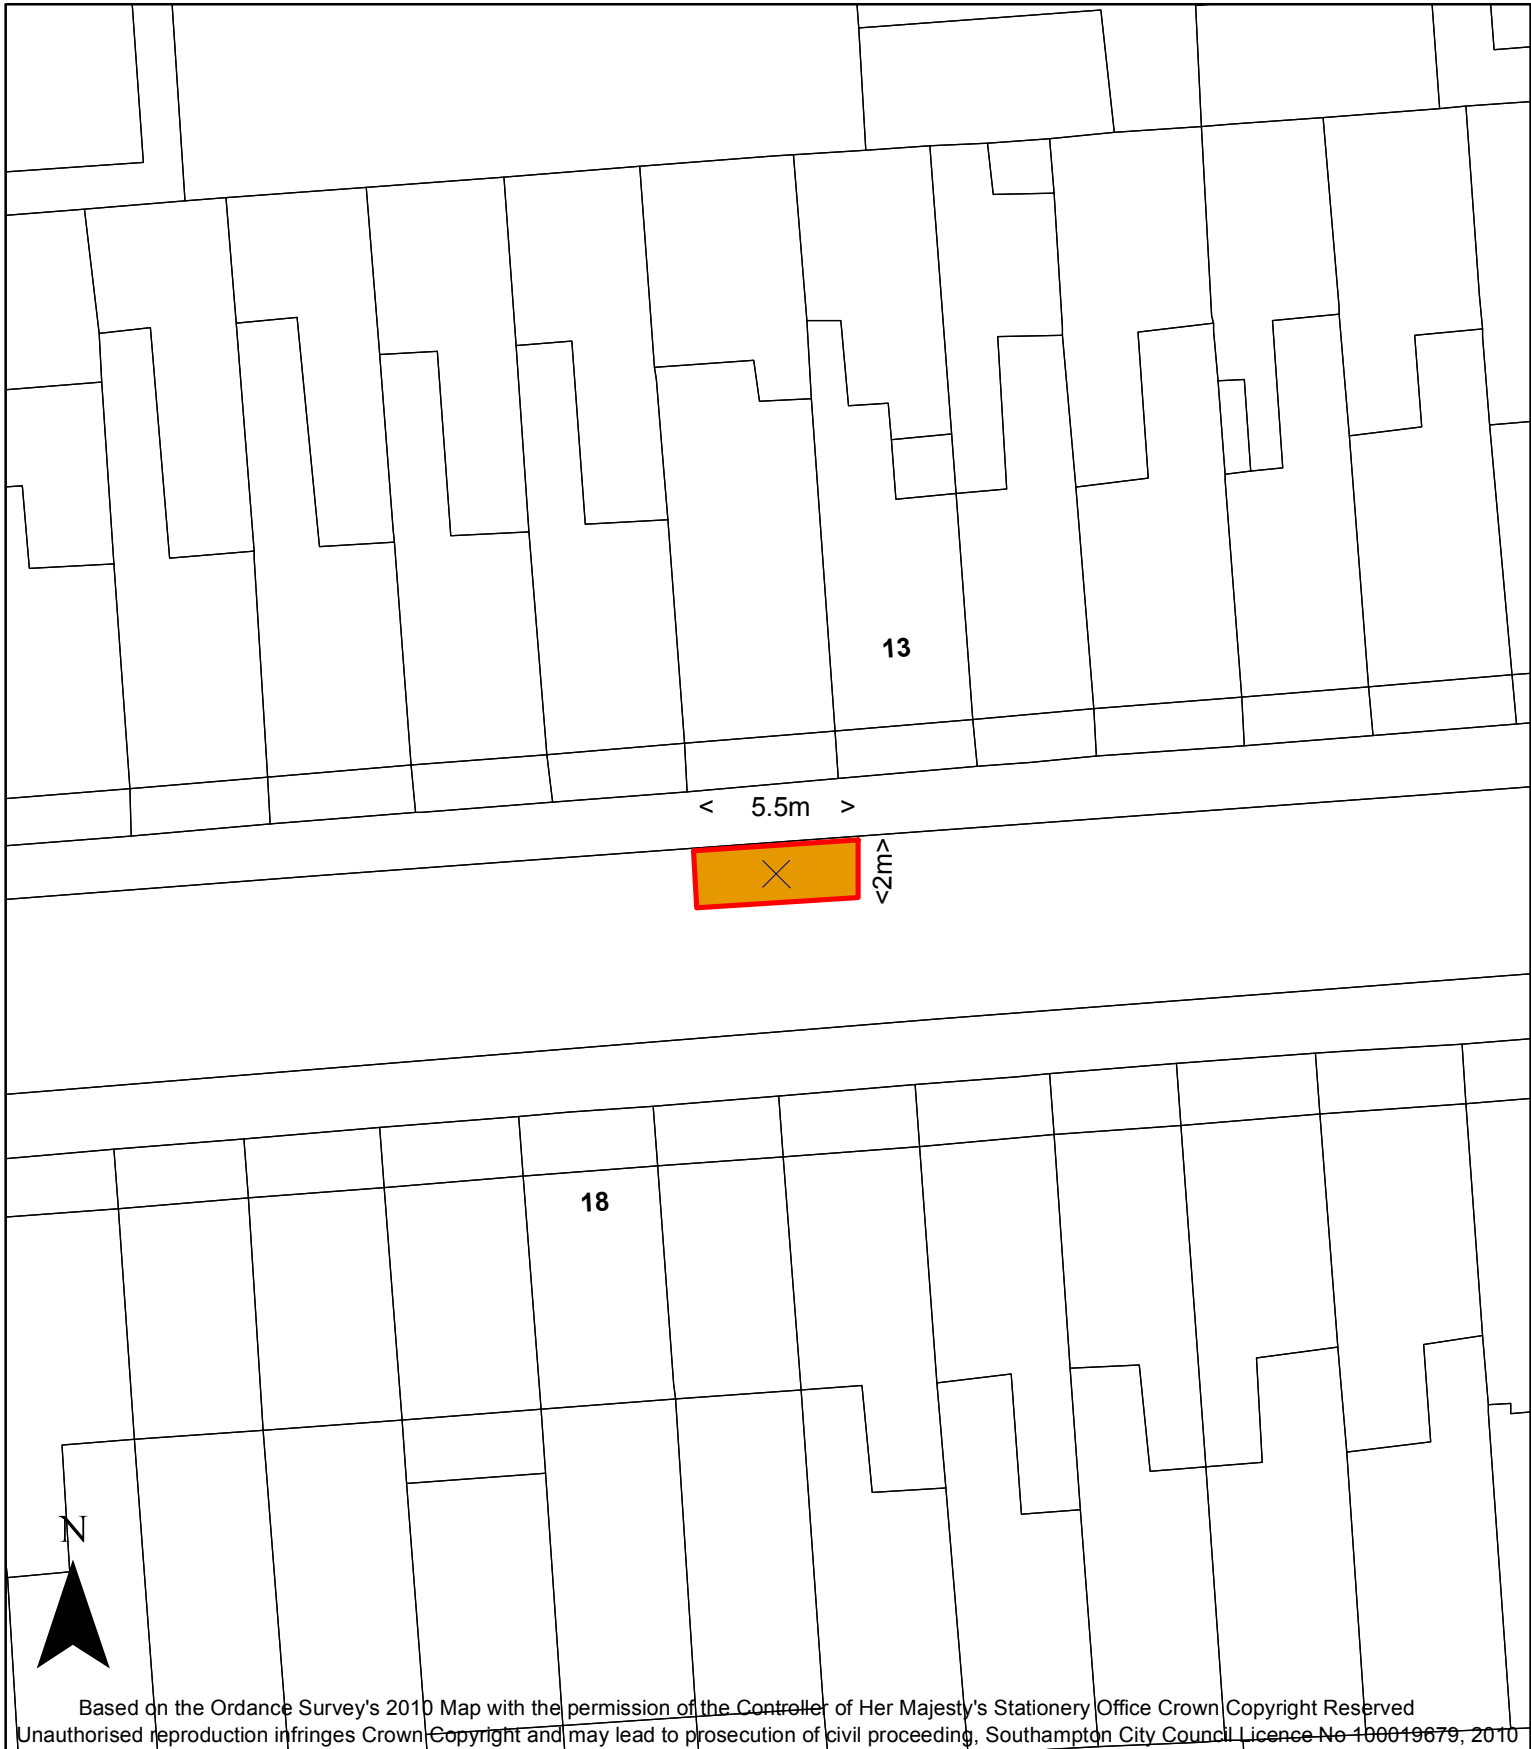 13
< 5.5m >
<2m>
18
N
Based on the Ordance Survey's 2010 Map with the permission of the Controller of Her Majesty's Stationery Office Crown Copyright Reserved
Unauthorised reproduction infringes Crown Copyright and may lead to prosecution of civil proceeding, Southampton City Council Licence No 100019679, 2010